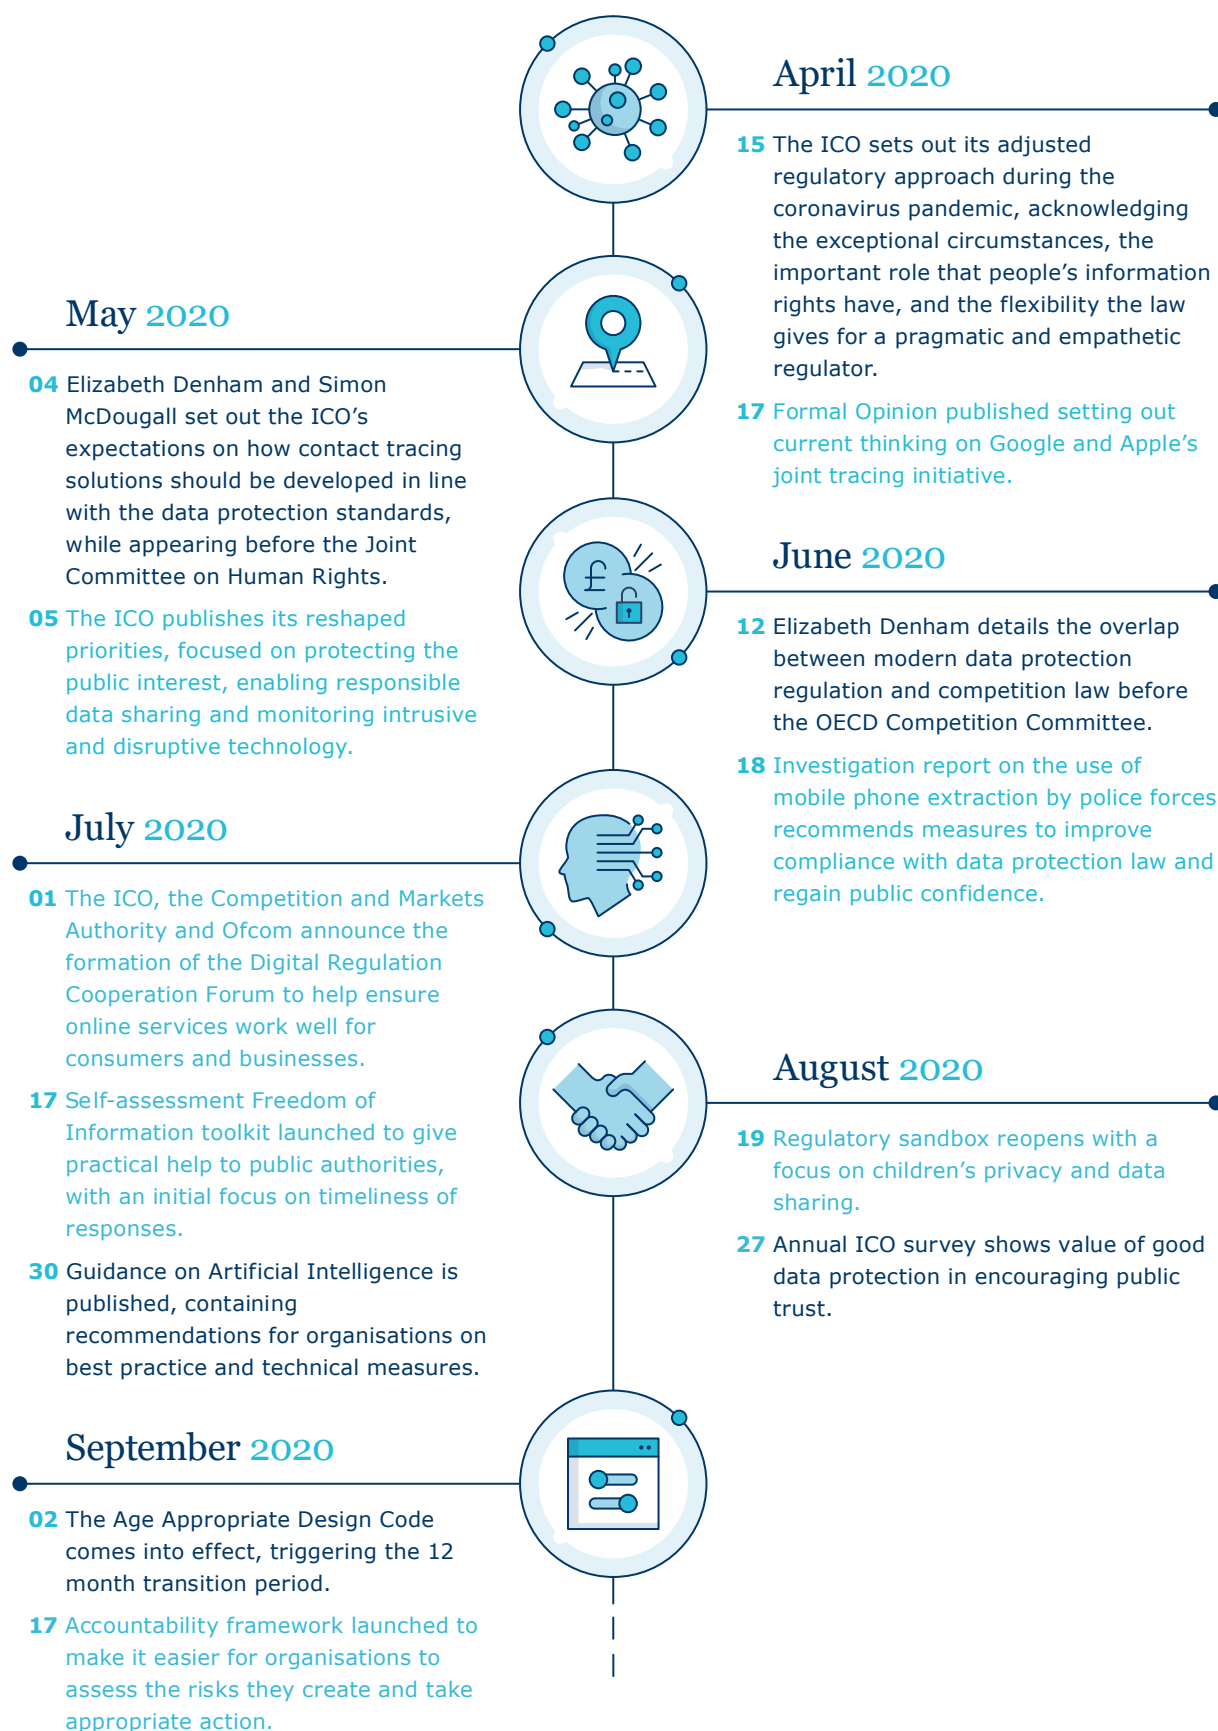 April 2020
15 The ICO sets out its adjusted
regulatory approach during the
coronavirus pandemic, acknowledging
the exceptional circumstances, the
important role that people’s information
rights have, and the flexibility the law
gives for a pragmatic and empathetic
regulator.
17 Formal Opinion published setting out
current thinking on Google and Apple’s
joint tracing initiative.
May 2020
04 Elizabeth Denham and Simon
McDougall set out the ICO’s
expectations on how contact tracing
solutions should be developed in line
with the data protection standards,
while appearing before the Joint
Committee on Human Rights.
05 The ICO publishes its reshaped
priorities, focused on protecting the
public interest, enabling responsible
data sharing and monitoring intrusive
and disruptive technology.
£
June 2020
12 Elizabeth Denham details the overlap
between modern data protection
regulation and competition law before
the OECD Competition Committee.
18 Investigation report on the use of
mobile phone extraction by police forces
recommends measures to improve
compliance with data protection law and
regain public confidence.
July 2020
01 The ICO, the Competition and Markets
Authority and Ofcom announce the
formation of the Digital Regulation
Cooperation Forum to help ensure
online services work well for
consumers and businesses.
17 Self-assessment Freedom of
Information toolkit launched to give
practical help to public authorities,
with an initial focus on timeliness of
responses.
30 Guidance on Artificial Intelligence is
published, containing
recommendations for organisations on
best practice and technical measures.
August 2020
19 Regulatory sandbox reopens with a
focus on children’s privacy and data
sharing.
27 Annual ICO survey shows value of good
data protection in encouraging public
trust.
September 2020
02 The Age Appropriate Design Code
comes into effect, triggering the 12
month transition period.
17 Accountability framework launched to
make it easier for organisations to
assess the risks they create and take
appropriate action.